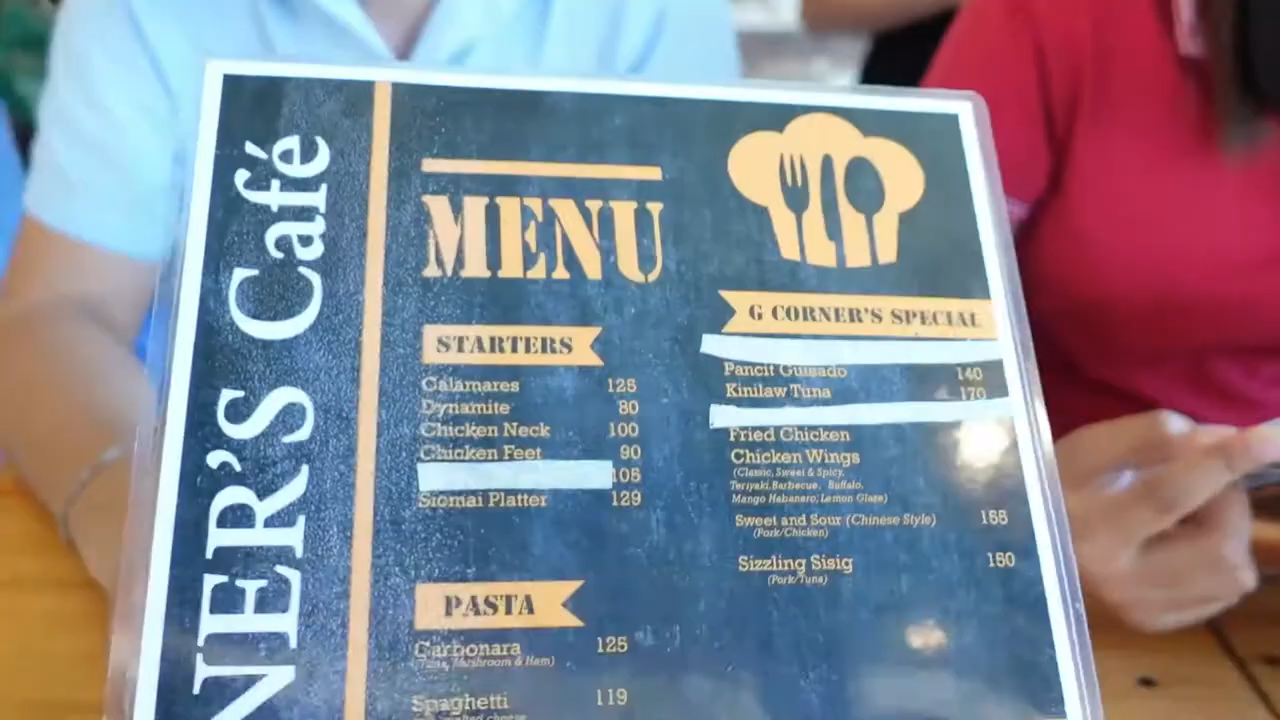 NER'S Café
MENU
STARTERS
Calamares 125
Dynamite 80
Chicken Neck 100
Chicken Feet 90
105
Siomai Platter 129
PASTA
Carbonara 125
Mushroom & Ham)
Spaghetti 119
G CORNER'S SPECIAL
Pancit Guisado 140
Kinilaw Tuna 170
Fried Chicken
Chicken Wings
(Classic, Sweet & Spicy,
Teriyaki, Barbecue, Buffalo,
Mango Habanero, Lemon Glaze)
Sweet and Sour (Chinese Style) 155
(Pork/Chicken)
Sizzling Sisig 150
(Pork/Tuna)